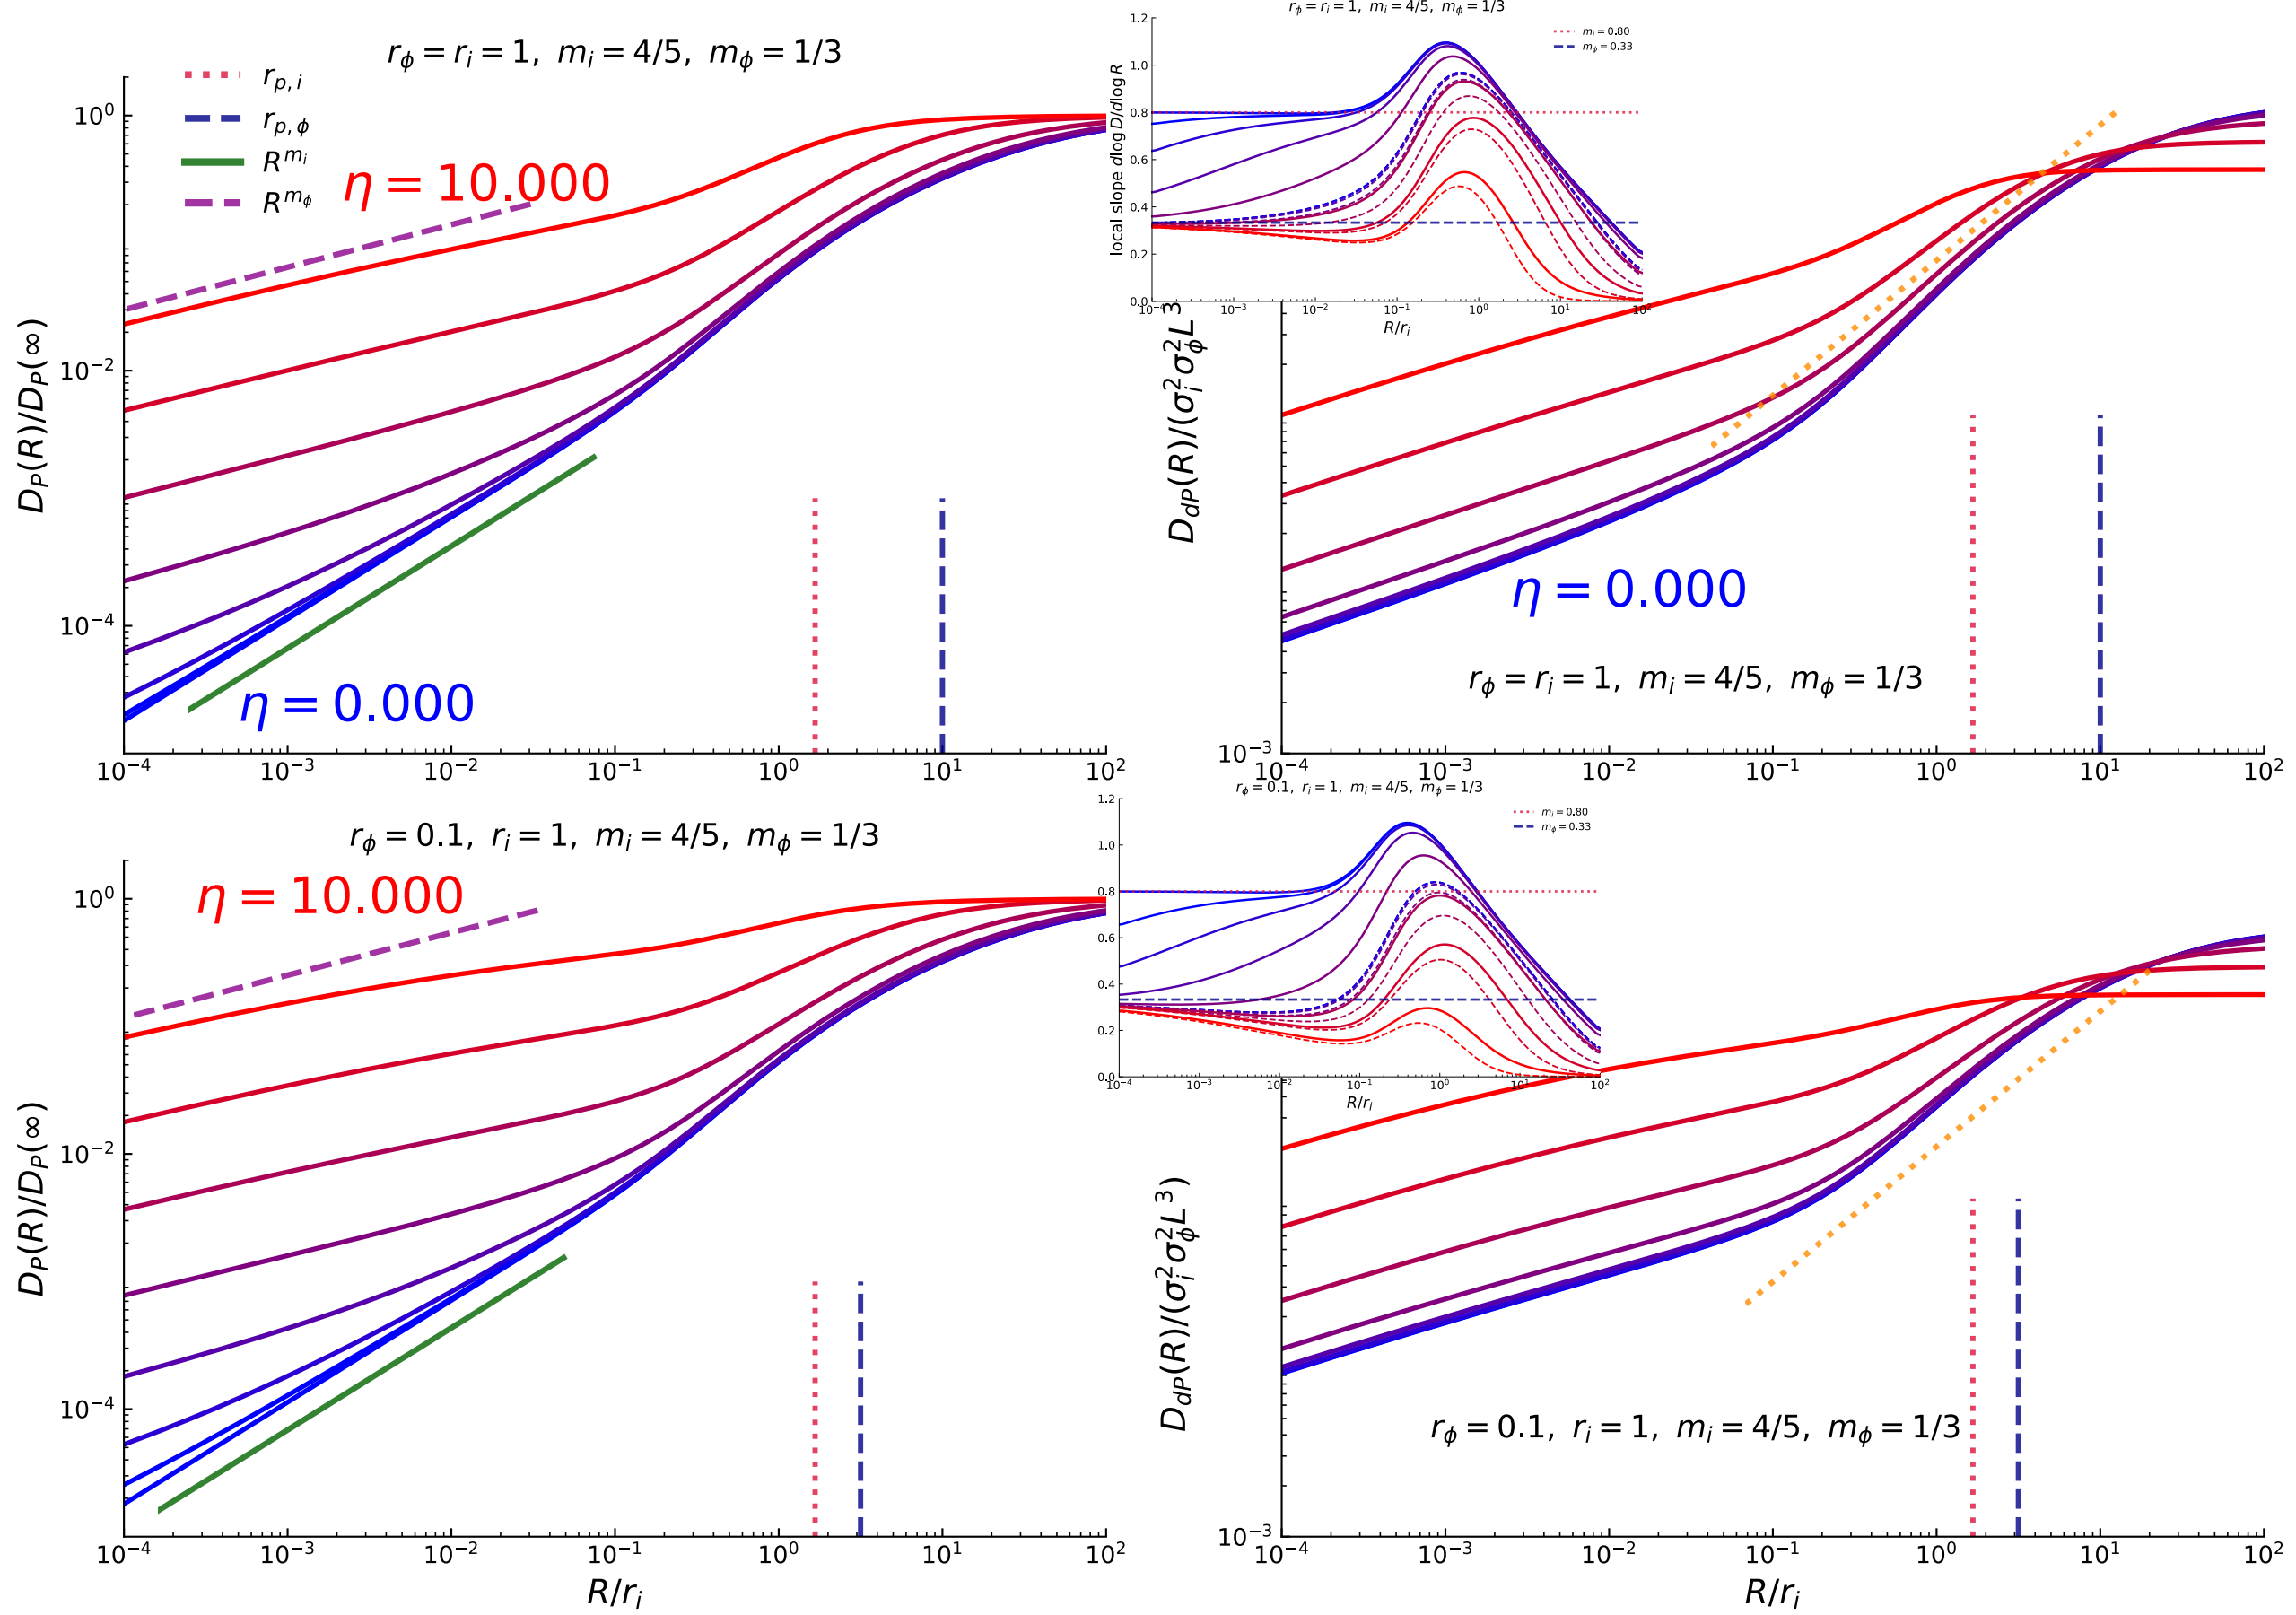 r_ϕ = r_i = 1, m_i = 4/5, m_ϕ = 1/3
r_{p,i}
r_{p,ϕ}
R^{m_i}
R^{m_ϕ}
η = 10.000
η = 0.000
D_P(R)/D_P(∞)
10^0
10^{-2}
10^{-4}
10^{-4} 10^{-3} 10^{-2} 10^{-1} 10^0 10^1 10^2
r_ϕ = r_i = 1, m_i = 4/5, m_ϕ = 1/3
m_i = 0.80
m_ϕ = 0.33
local slope dlogD/dlogR
1.2
1.0
0.8
0.6
0.4
0.2
0.0
10^{-4} 10^{-3} 10^{-2} 10^{-1} 10^0 10^1 10^2
R/r_i
D_{dP}(R)/(σ_i^2σ_ϕ^2L^3
η = 0.000
r_ϕ = r_i = 1, m_i = 4/5, m_ϕ = 1/3
10^{-3}
10^{-4} 10^{-3} 10^{-2} 10^{-1} 10^0 10^1 10^2
r_ϕ = 0.1, r_i = 1, m_i = 4/5, m_ϕ = 1/3
η = 10.000
D_P(R)/D_P(∞)
10^0
10^{-2}
10^{-4}
10^{-4} 10^{-3} 10^{-2} 10^{-1} 10^0 10^1 10^2
R/r_i
r_ϕ = 0.1, r_i = 1, m_i = 4/5, m_ϕ = 1/3
m_i = 0.80
m_ϕ = 0.33
1.2
1.0
0.8
0.6
0.4
0.2
0.0
10^{-4} 10^{-3} 10^{-2} 10^{-1} 10^0 10^1 10^2
R/r_i
D_{dP}(R)/(σ_i^2σ_ϕ^2L^3)
r_ϕ = 0.1, r_i = 1, m_i = 4/5, m_ϕ = 1/3
10^{-3}
10^{-4} 10^{-3} 10^{-2} 10^{-1} 10^0 10^1 10^2
R/r_i